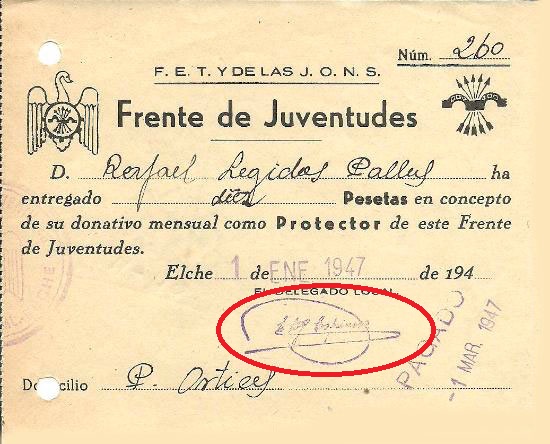 Núm. 260
F. E. T. Y DE LAS J. O. N. S.
Frente de Juventudes
D. Rafael Legidos ha
entregado diez Pesetas en concepto
de su donativo mensual como Protector de este Frente
de Juventudes.
Elche 1 de ENE 1947 de 194
EL DELEGADO LOCAL
PAGADO
-1 MAR. 1947
Domicilio P.